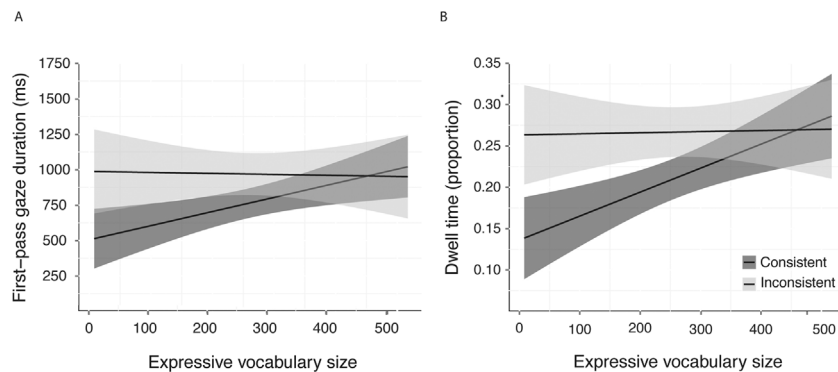 A
First–pass gaze duration (ms)
1750
1500
1250
1000
750
500
250
0 100 200 300 400 500
Expressive vocabulary size
B
Dwell time (proportion)
0.35
0.30
0.25
0.20
0.15
0.10
Consistent
Inconsistent
0 100 200 300 400 500
Expressive vocabulary size